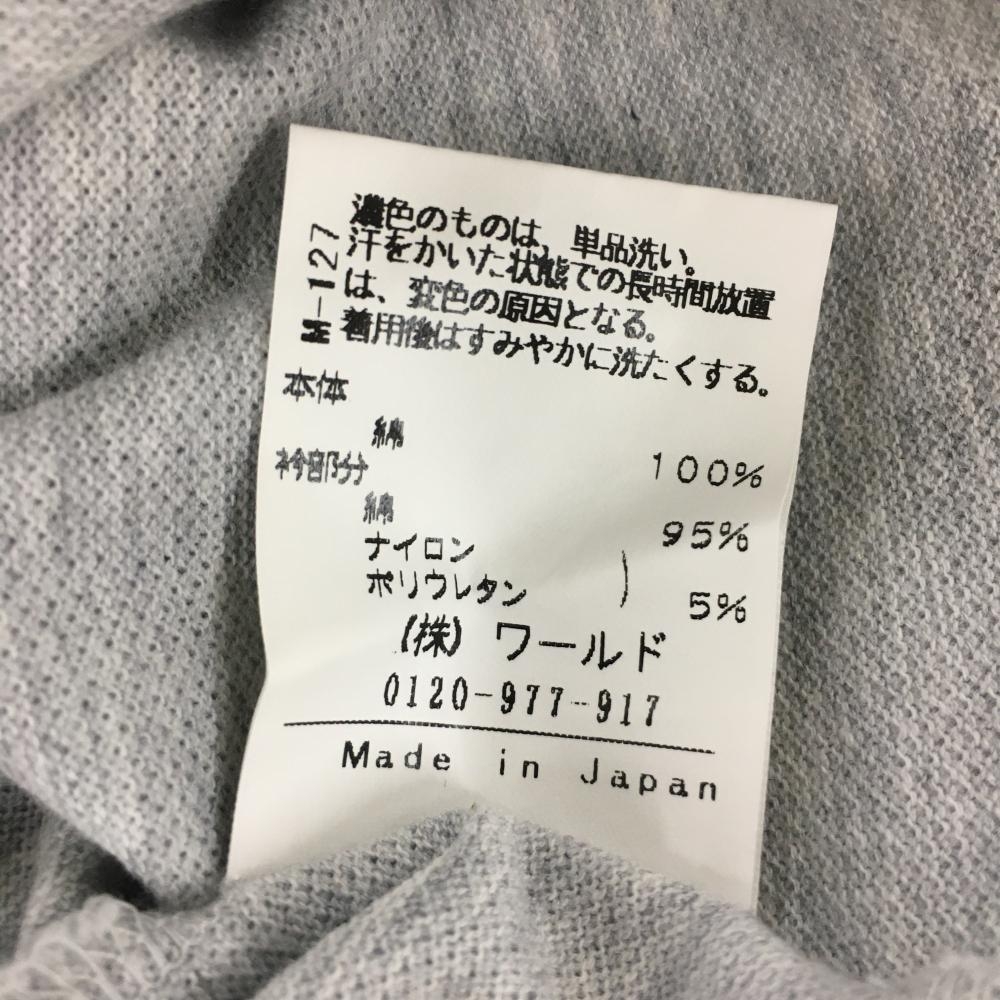 濃色のものは、単品洗い。
汗をかいた状態での長時間放置
は、変色の原因となる。
着用後はすみやかに洗たくする。
M-127
本体
綿 100%
衿部分
綿 95%
ナイロン
ポリウレタン ) 5%
(株) ワールド
0120-977-917
Made in Japan